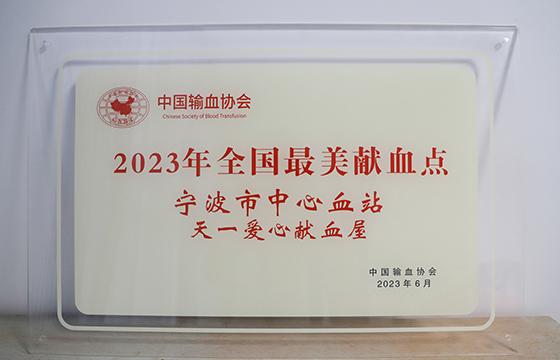 中国输血协会
Chinese Society of Blood Transfusion
2023年全国最美献血点
宁波市中心血站
天一爱心献血屋
中国输血协会
2023年6月